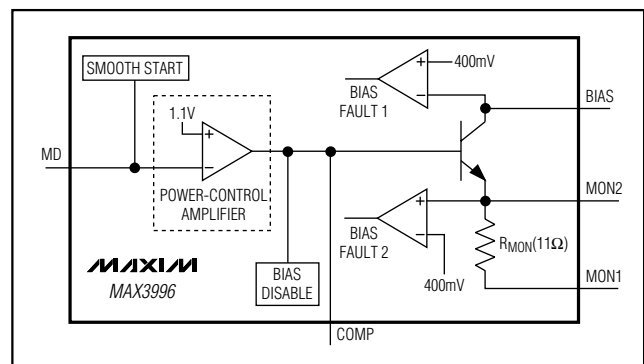 SMOOTH START
400mV
BIAS
FAULT 1
BIAS
1.1V
MD
POWER-CONTROL
AMPLIFIER
MON2
BIAS
FAULT 2
RMON(11Ω)
MAXIM
MAX3996
BIAS
DISABLE
400mV
MON1
COMP
+
−
+
−
+
−